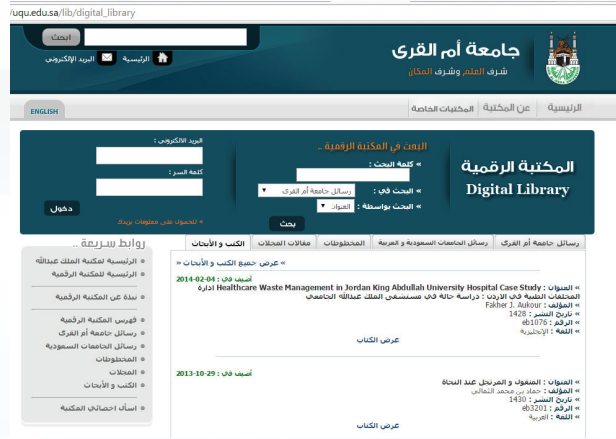 /uqu.edu.sa/lib/digital_library
ابحث
الرئيسية
البريد الإلكتروني
جامعة أم القرى
شرف العلم, وشرف المكان
الرئيسية
عن المكتبة
المكتبات الخاصة
ENGLISH
المكتبة الرقمية
Digital Library
البحث في المكتبة الرقمية ..
» كلمة البحث :
» البحث في : رسائل جامعة أم القرى
» البحث بواسطة : العنوان
بحث
البريد الالكتروني :
كلمة السر :
دخول
» للحصول على معلومات بريدك
رسائل جامعة أم القرى
رسائل الجامعات السعودية و العربية
المخطوطات
مقالات المجلات
الكتب و الأبحاث
» عرض جميع الكتب و الأبحاث «
أضيف في : 04-02-2014
» العنوان : Healthcare Waste Management in Jordan King Abdullah University Hospital Case Study ادارة
المخلفات الطبية في الاردن : دراسة حالة في مستشفى الملك عبدالله الجامعي
» المؤلف : Fakher J. Aukour
» تاريخ النشر : 1428
» الرقم : eb1076
» اللغة : الإنجليزية
عرض الكتاب
أضيف في : 29-10-2013
» العنوان : المنقول و المرتجل عند النحاة
» المؤلف : حماد بن محمد الثمالي
» تاريخ النشر : 1430
» الرقم : eb3201
» اللغة : العربية
عرض الكتاب
روابط سريعة ..
الرئيسية لمكتبة الملك عبدالله
الرئيسية للمكتبة الرقمية
نبذة عن المكتبة الرقمية
فهرس المكتبة الرقمية
رسائل جامعة أم القرى
رسائل الجامعات السعودية
المخطوطات
المجلات
الكتب و الأبحاث
اسأل اخصائي المكتبة